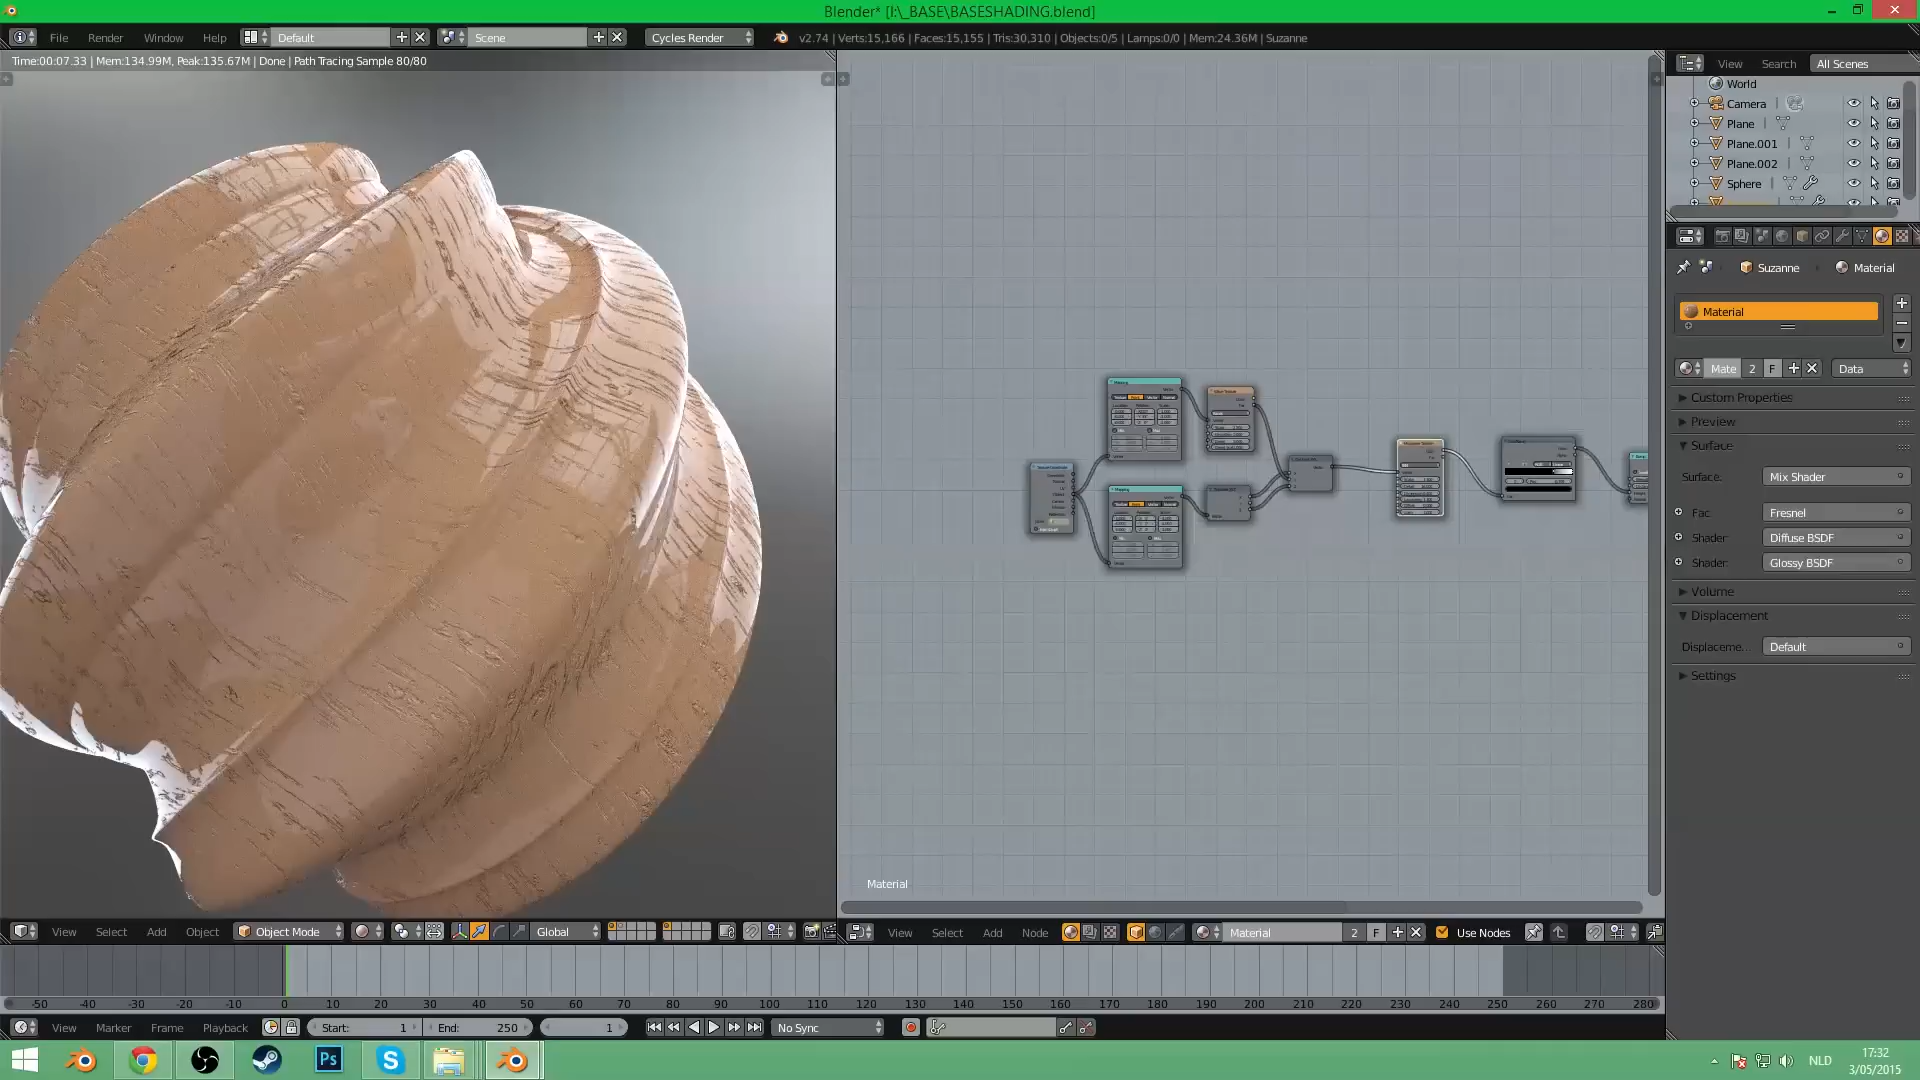 Blender* [I:\_BASE\BASESHADING.blend]
File Render Window Help Default Scene Cycles Render v2.74 | Verts:15,166 | Faces:15,155 | Tris:30,310 | Objects:0/5 | Lamps:0/0 | Mem:24.36M | Suzanne
Time:00:07.33 | Mem:134.99M, Peak:135.67M | Done | Path Tracing Sample 80/80
View Search All Scenes
World
Camera
Plane
Plane.001
Plane.002
Sphere
Suzanne Material
Material
Mate 2 F Data
Custom Properties
Preview
Surface
Surface: Mix Shader
Fac: Fresnel
Shader: Diffuse BSDF
Shader: Glossy BSDF
Volume
Displacement
Displaceme... Default
Settings
Material
View Select Add Object Object Mode Global
View Select Add Node Material 2 F Use Nodes
-50 -40 -30 -20 -10 0 10 20 30 40 50 60 70 80 90 100 110 120 130 140 150 160 170 180 190 200 210 220 230 240 250 260 270 280
View Marker Frame Playback Start: 1 End: 250 1 No Sync
Ps
NLD
17:32
3/05/2015